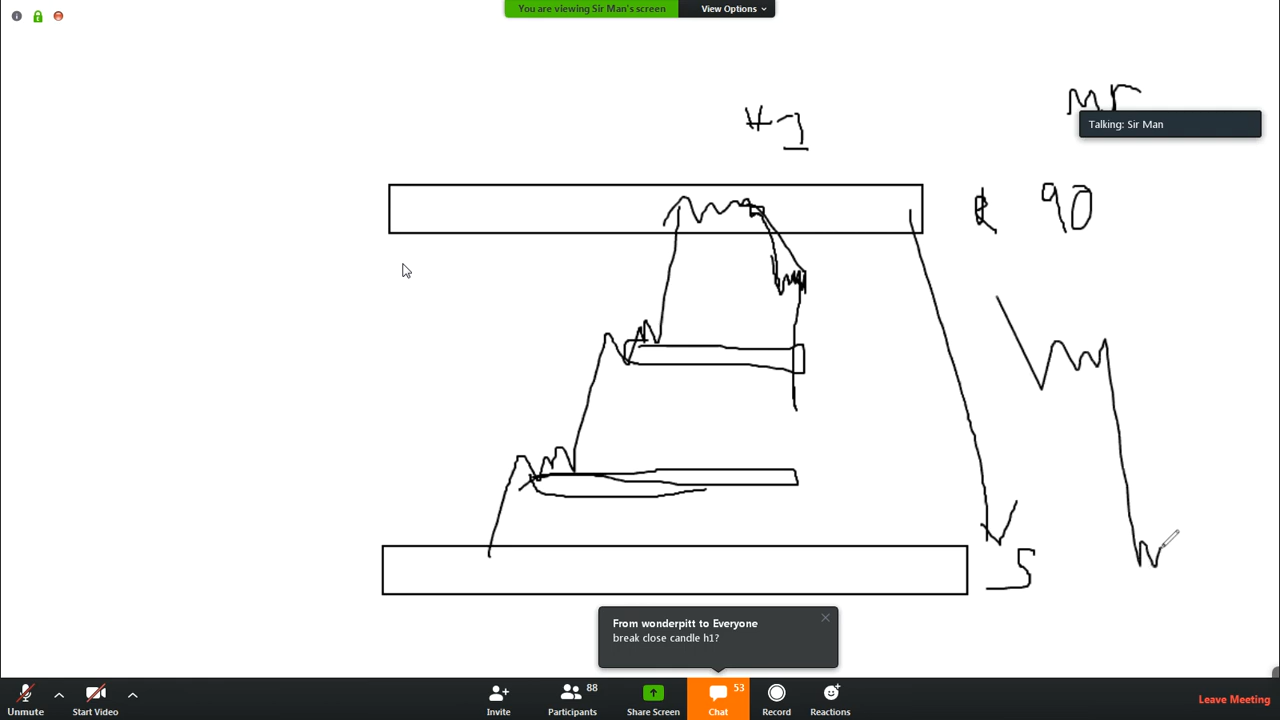 You are viewing Sir Man's screen
View Options
mr
Talking: Sir Man
H1
90
S
From wonderpitt to Everyone
break close candle h1?
Unmute
Start Video
Invite
88
Participants
Share Screen
53
Chat
Record
Reactions
Leave Meeting